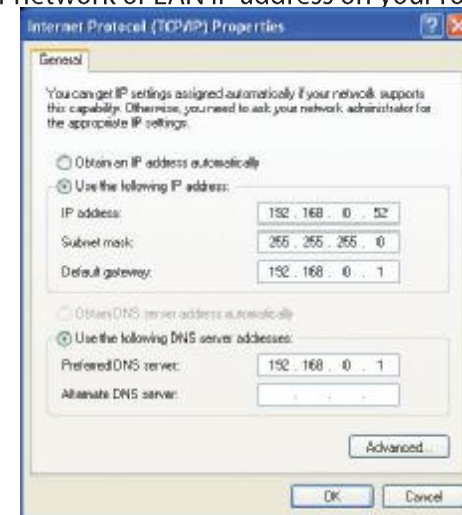 network or LAN IP address on your
Internet Protocol (TCP/IP) Properties
General
You can get IP settings assigned automatically if your network supports
this capability. Otherwise, you need to ask your network administrator for
the appropriate IP settings.
Obtain an IP address automatically
Use the following IP address:
IP address: 192 . 168 . 0 . 52
Subnet mask: 255 . 255 . 255 . 0
Default gateway: 192 . 168 . 0 . 1
Obtain DNS server address automatically
Use the following DNS server addresses:
Preferred DNS server: 192 . 168 . 0 . 1
Alternate DNS server: . . .
Advanced...
OK Cancel